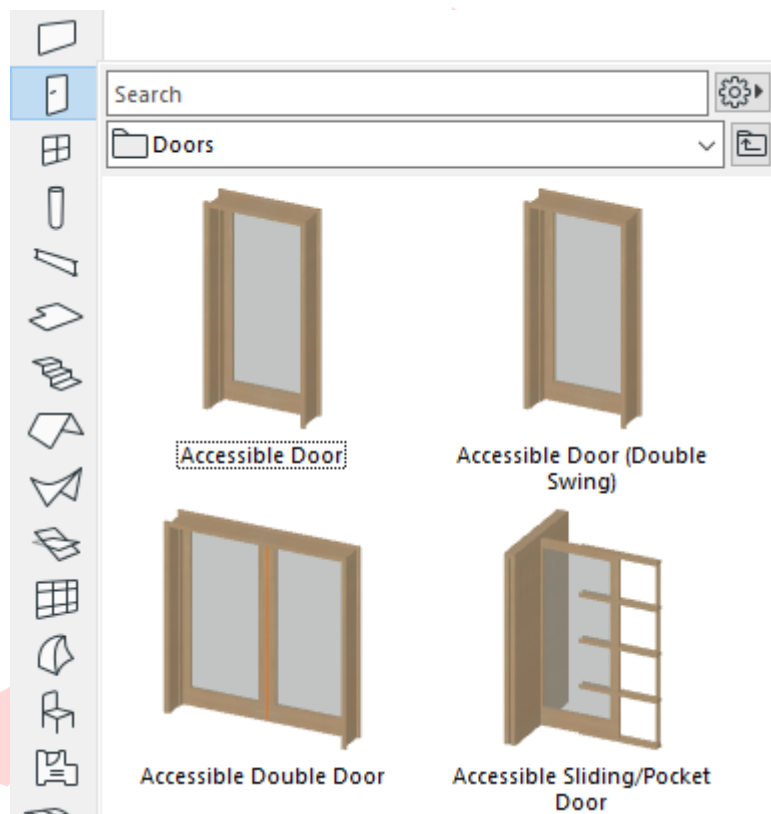 Search
Doors
Accessible Door
Accessible Door (Double
Swing)
Accessible Double Door
Accessible Sliding/Pocket
Door